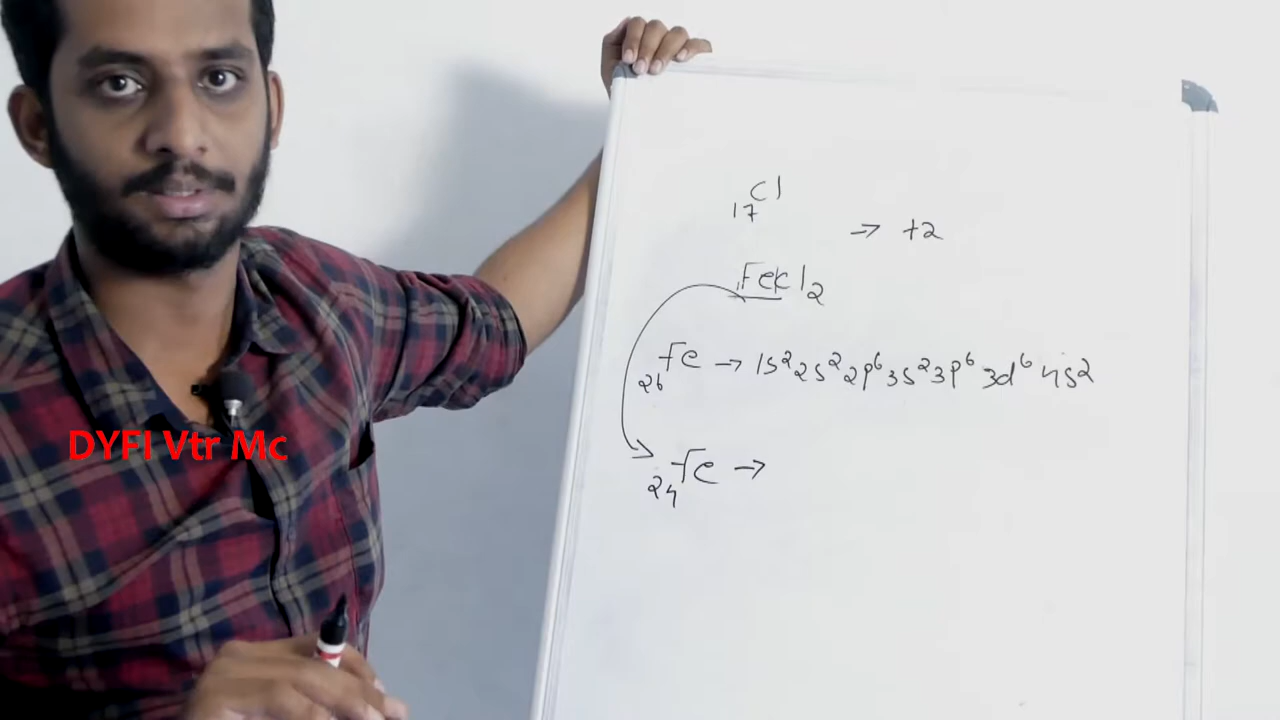 17Cl
→ +2
FeCl2
26Fe → 1s2 2s2 2p6 3s2 3p6 3d6 4s2
24Fe →
DYFI Vtr Mc